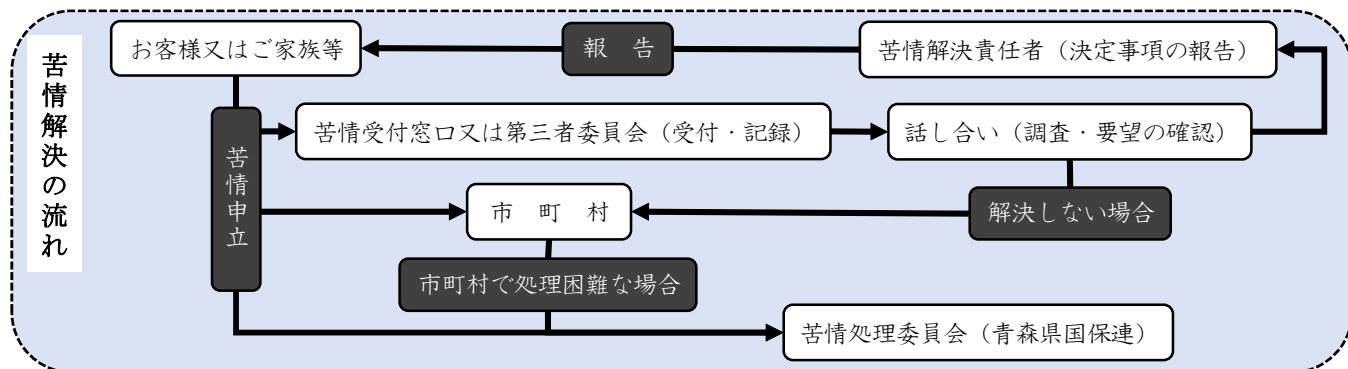 苦情解決の流れ
お客様又はご家族等
報　告
苦情解決責任者（決定事項の報告）
苦情申立
苦情受付窓口又は第三者委員会（受付・記録）
話し合い（調査・要望の確認）
市　町　村
解決しない場合
市町村で処理困難な場合
苦情処理委員会（青森県国保連）